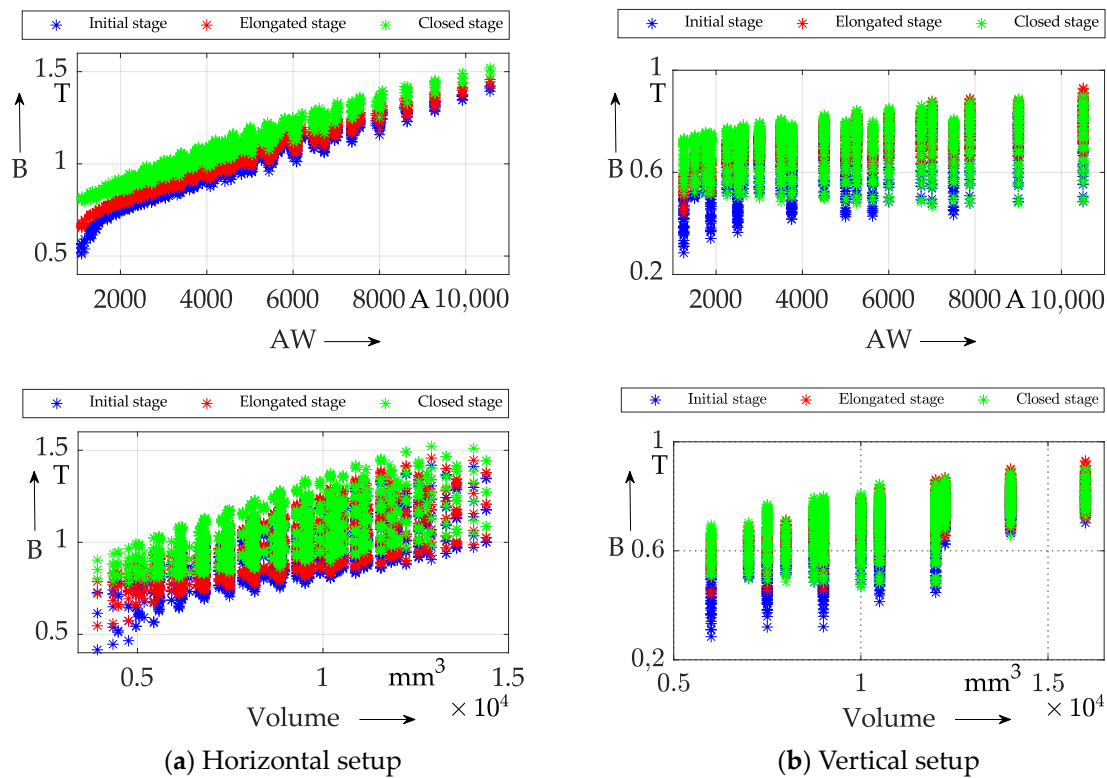 Initial stage Elongated stage Closed stage
1.5
T
B
1
0.5
2000 4000 6000 8000 A 10,000
AW
Initial stage Elongated stage Closed stage
1
T
B
0.6
0.2
2000 4000 6000 8000 A 10,000
AW
Initial stage Elongated stage Closed stage
1.5
T
B
1
0.5
0.5 1 mm³ 1.5
Volume × 10⁴
Initial stage Elongated stage Closed stage
1
T
B
0.6
0,2
0.5 1 mm³ 1.5
Volume × 10⁴
(a) Horizontal setup
(b) Vertical setup